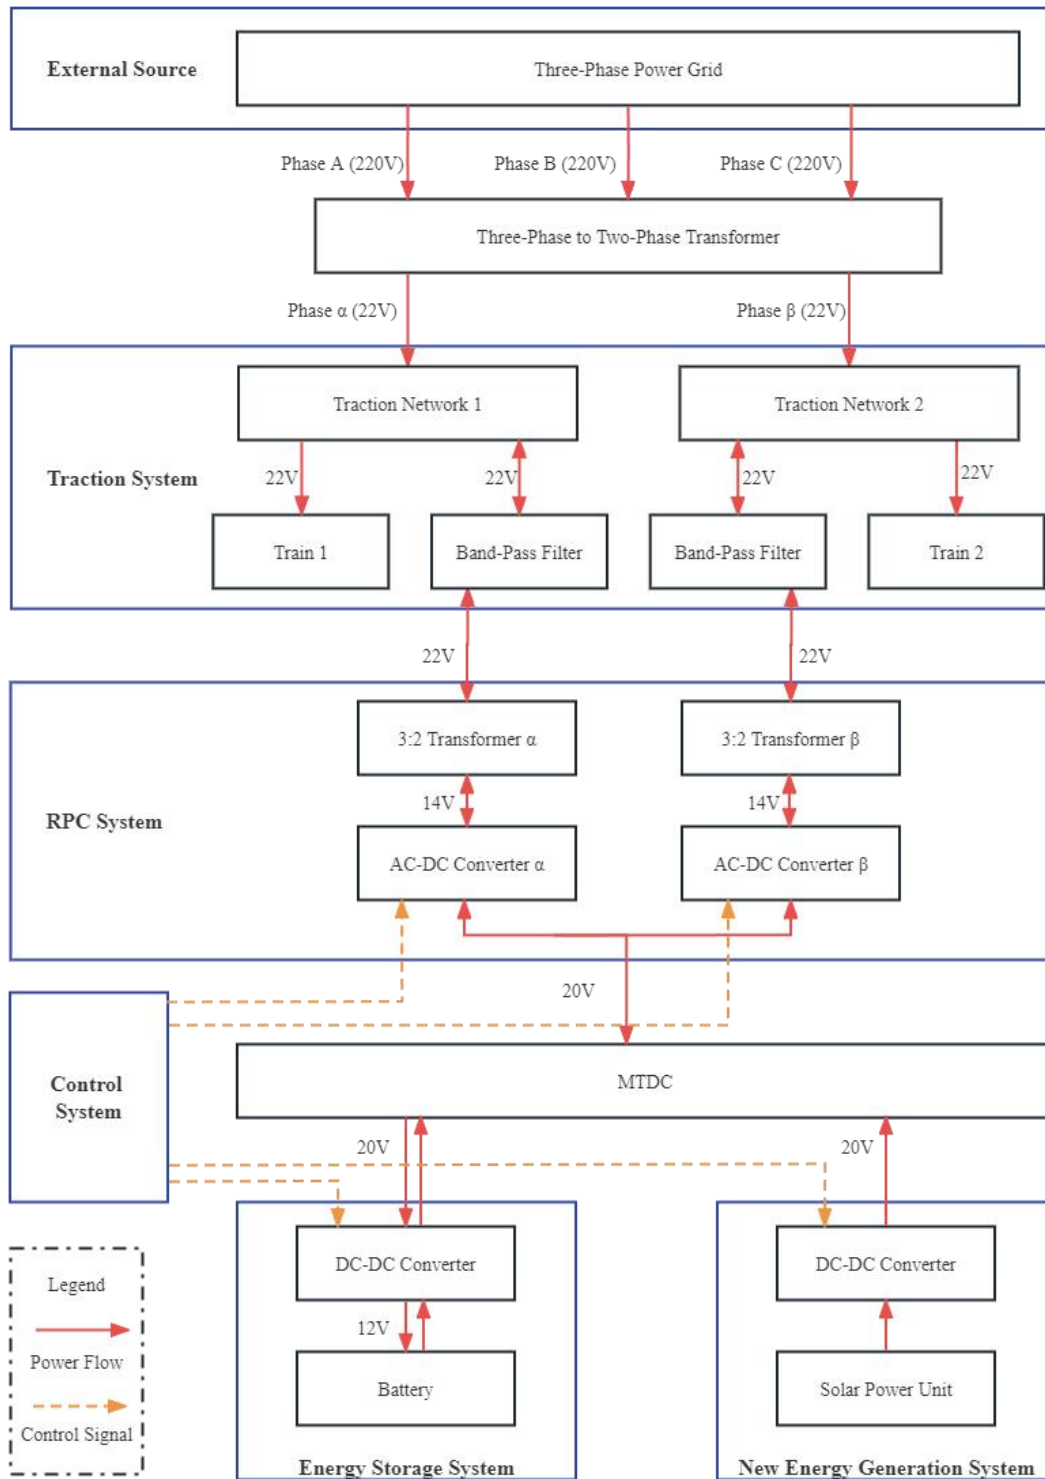 External Source
Three-Phase Power Grid
Phase A (220V)
Phase B (220V)
Phase C (220V)
Three-Phase to Two-Phase Transformer
Phase α (22V)
Phase β (22V)
Traction Network 1
Traction Network 2
Traction System
22V
22V
22V
22V
Train 1
Band-Pass Filter
Band-Pass Filter
Train 2
22V
22V
3:2 Transformer α
3:2 Transformer β
RPC System
14V
14V
AC-DC Converter α
AC-DC Converter β
20V
Control
System
MTDC
20V
20V
DC-DC Converter
DC-DC Converter
Legend
12V
Power Flow
Battery
Solar Power Unit
Control Signal
Energy Storage System
New Energy Generation System